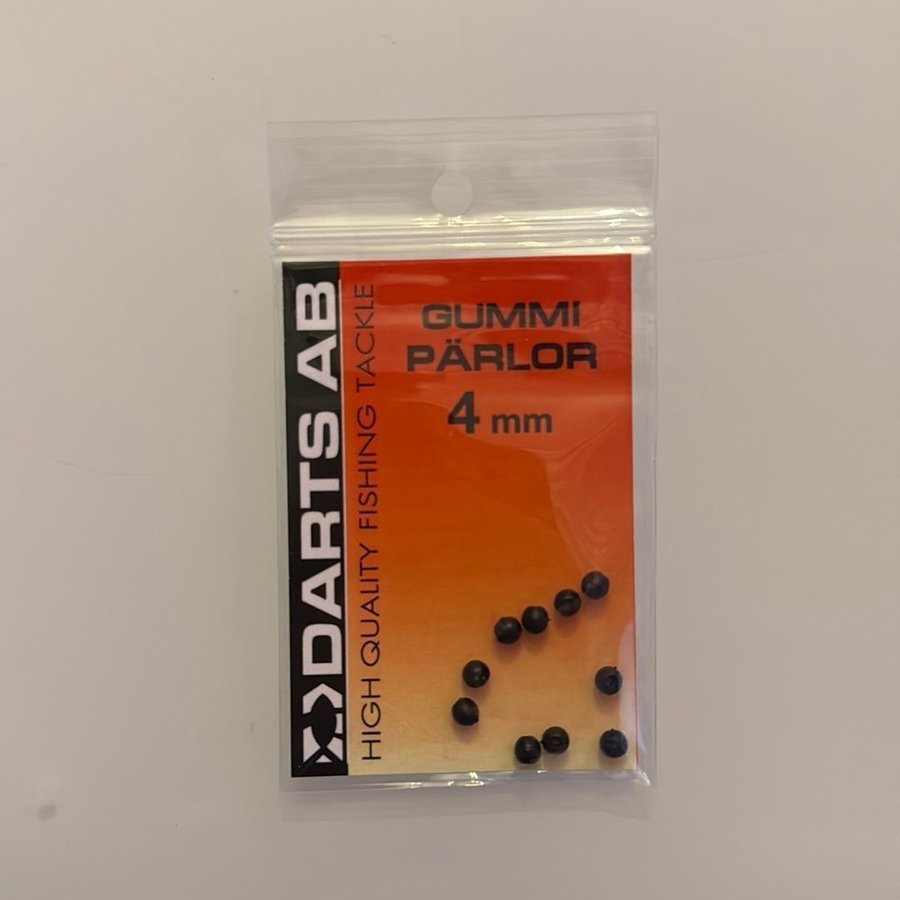 DARTS AB
HIGH QUALITY FISHING TACKLE
GUMMI
PÄRLOR
4 mm